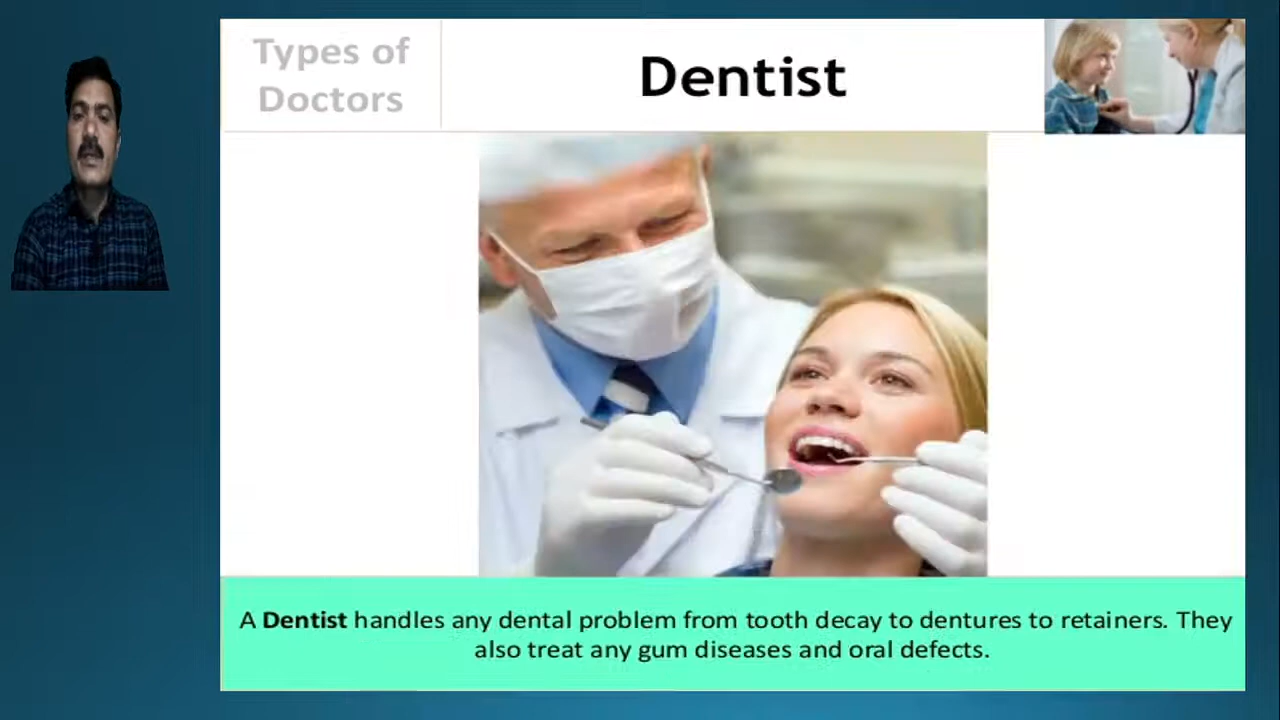 Types of
Doctors
Dentist
A Dentist handles any dental problem from tooth decay to dentures to retainers. They
also treat any gum diseases and oral defects.